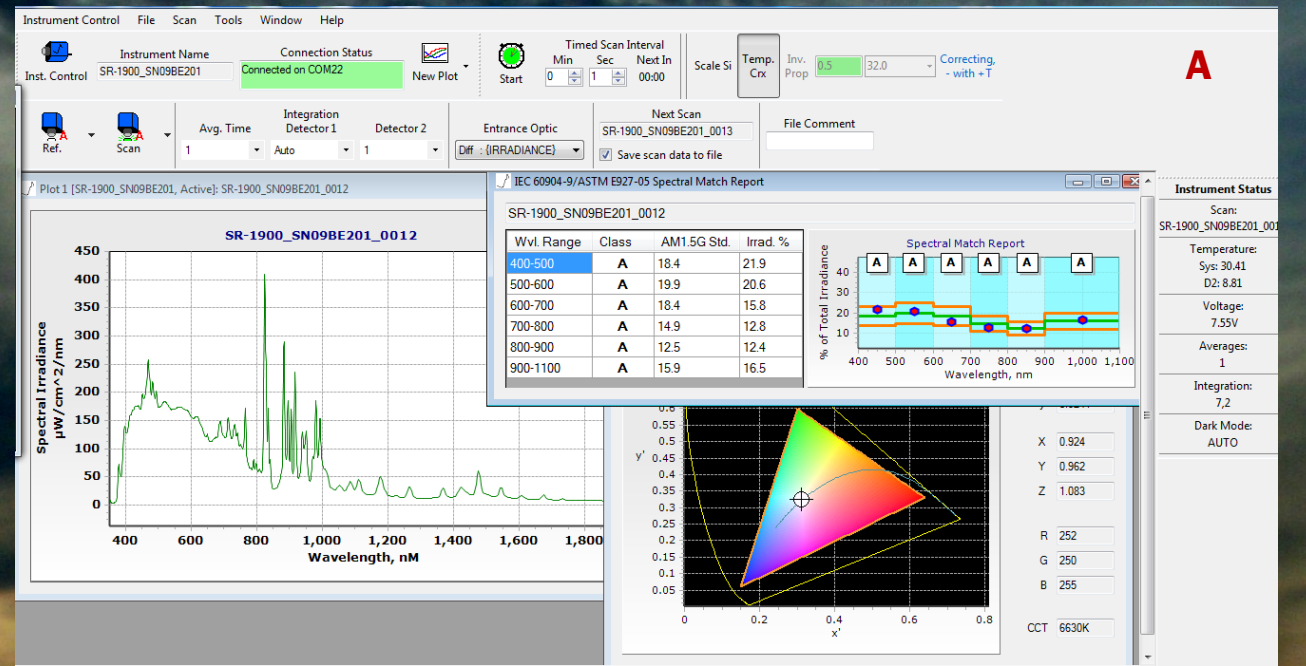 Instrument Control File Scan Tools Window Help
Inst. Control
Instrument Name
SR-1900_SN09BE201
Connection Status
Connected on COM22
New Plot
Start
Timed Scan Interval
Min Sec Next In
0 1 00:00
Scale Si
Temp.
Crx
Inv.
Prop
0.5
32.0
Correcting,
- with +T
A
A
Ref.
A
Scan
Avg. Time
1
Integration
Detector 1 Detector 2
Auto 1
Entrance Optic
Diff : {IRRADIANCE}
Next Scan
SR-1900_SN09BE201_0013
Save scan data to file
File Comment
Plot 1 [SR-1900_SN09BE201, Active]: SR-1900_SN09BE201_0012
SR-1900_SN09BE201_0012
Spectral Irradiance
µW/cm^2/nm
450
400
350
300
250
200
150
100
50
0
400 600 800 1,000 1,200 1,400 1,600 1,800
Wavelength, nM
IEC 60904-9/ASTM E927-05 Spectral Match Report
SR-1900_SN09BE201_0012
Wvl. Range Class AM1.5G Std. Irrad. %
400-500 A 18.4 21.9
500-600 A 19.9 20.6
600-700 A 18.4 15.8
700-800 A 14.9 12.8
800-900 A 12.5 12.4
900-1100 A 15.9 16.5
Spectral Match Report
A A A A A A
% of Total Irradiance
40
30
20
10
400 500 600 700 800 900 1,000 1,100
Wavelength, nm
0.55
0.5
y' 0.45
0.4
0.35
0.3
0.25
0.2
0.15
0.1
0.05
0 0.2 0.4 0.6 0.8
x'
X 0.924
Y 0.962
Z 1.083
R 252
G 250
B 255
CCT 6630K
Instrument Status
Scan:
SR-1900_SN09BE201_001
Temperature:
Sys: 30.41
D2: 8.81
Voltage:
7.55V
Averages:
1
Integration:
7,2
Dark Mode:
AUTO